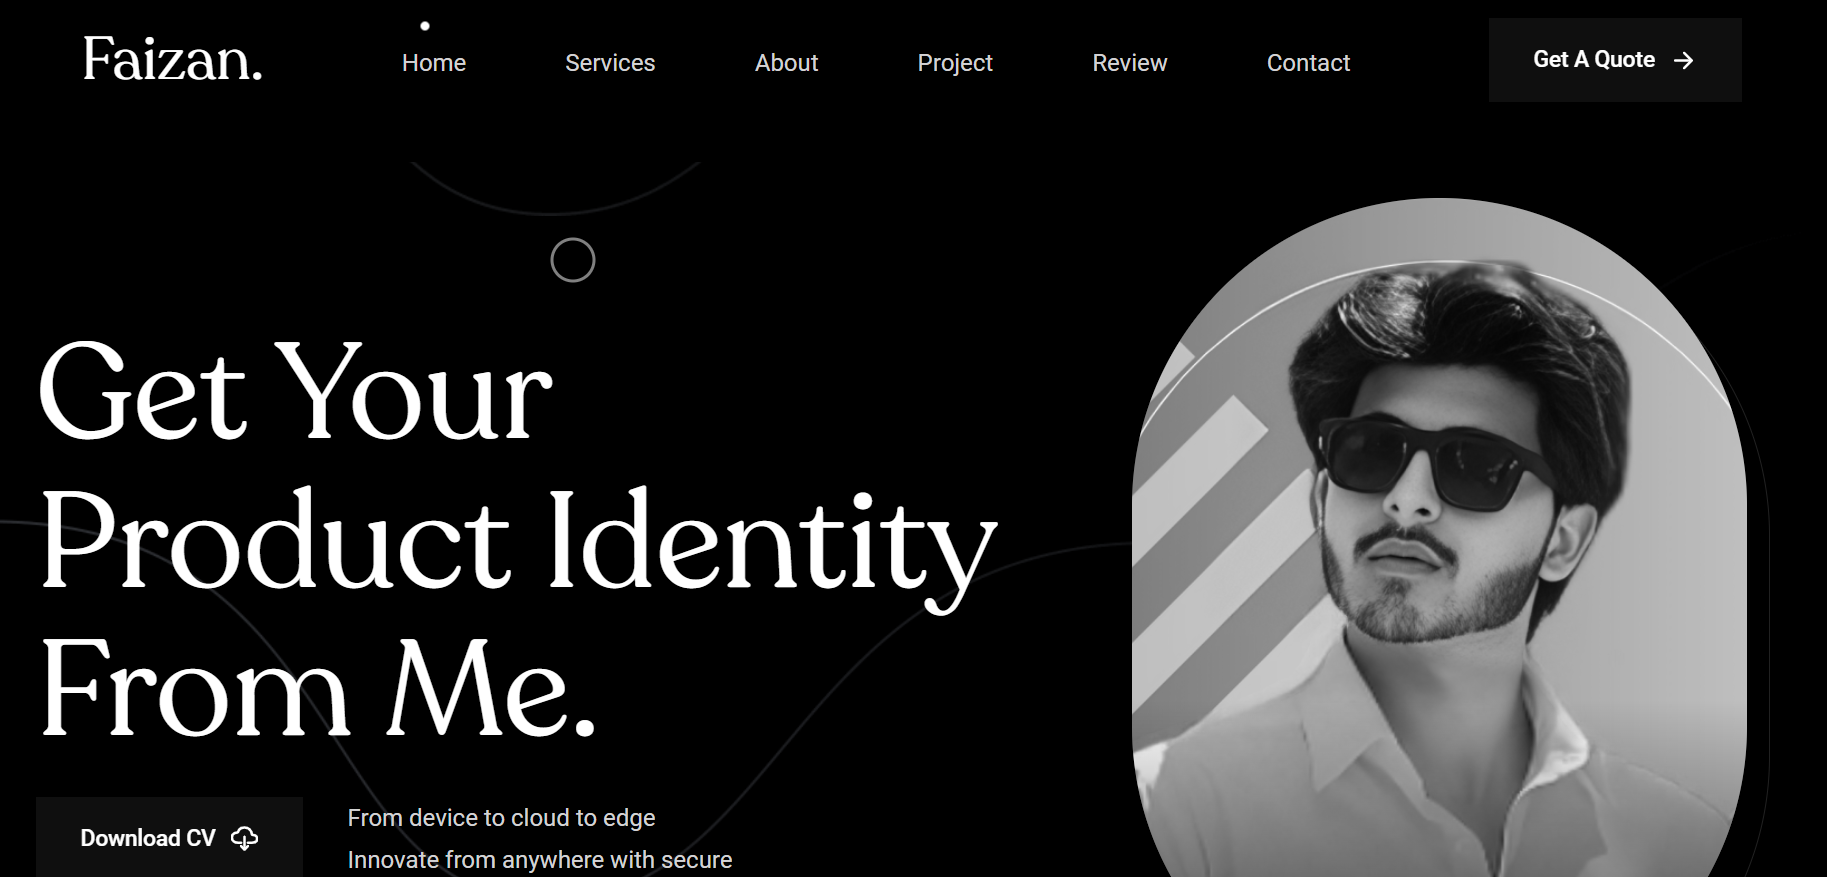 Faizan.
Home
Services
About
Project
Review
Contact
Get A Quote
Get Your
Product Identity
From Me.
Download CV
From device to cloud to edge
Innovate from anywhere with secure